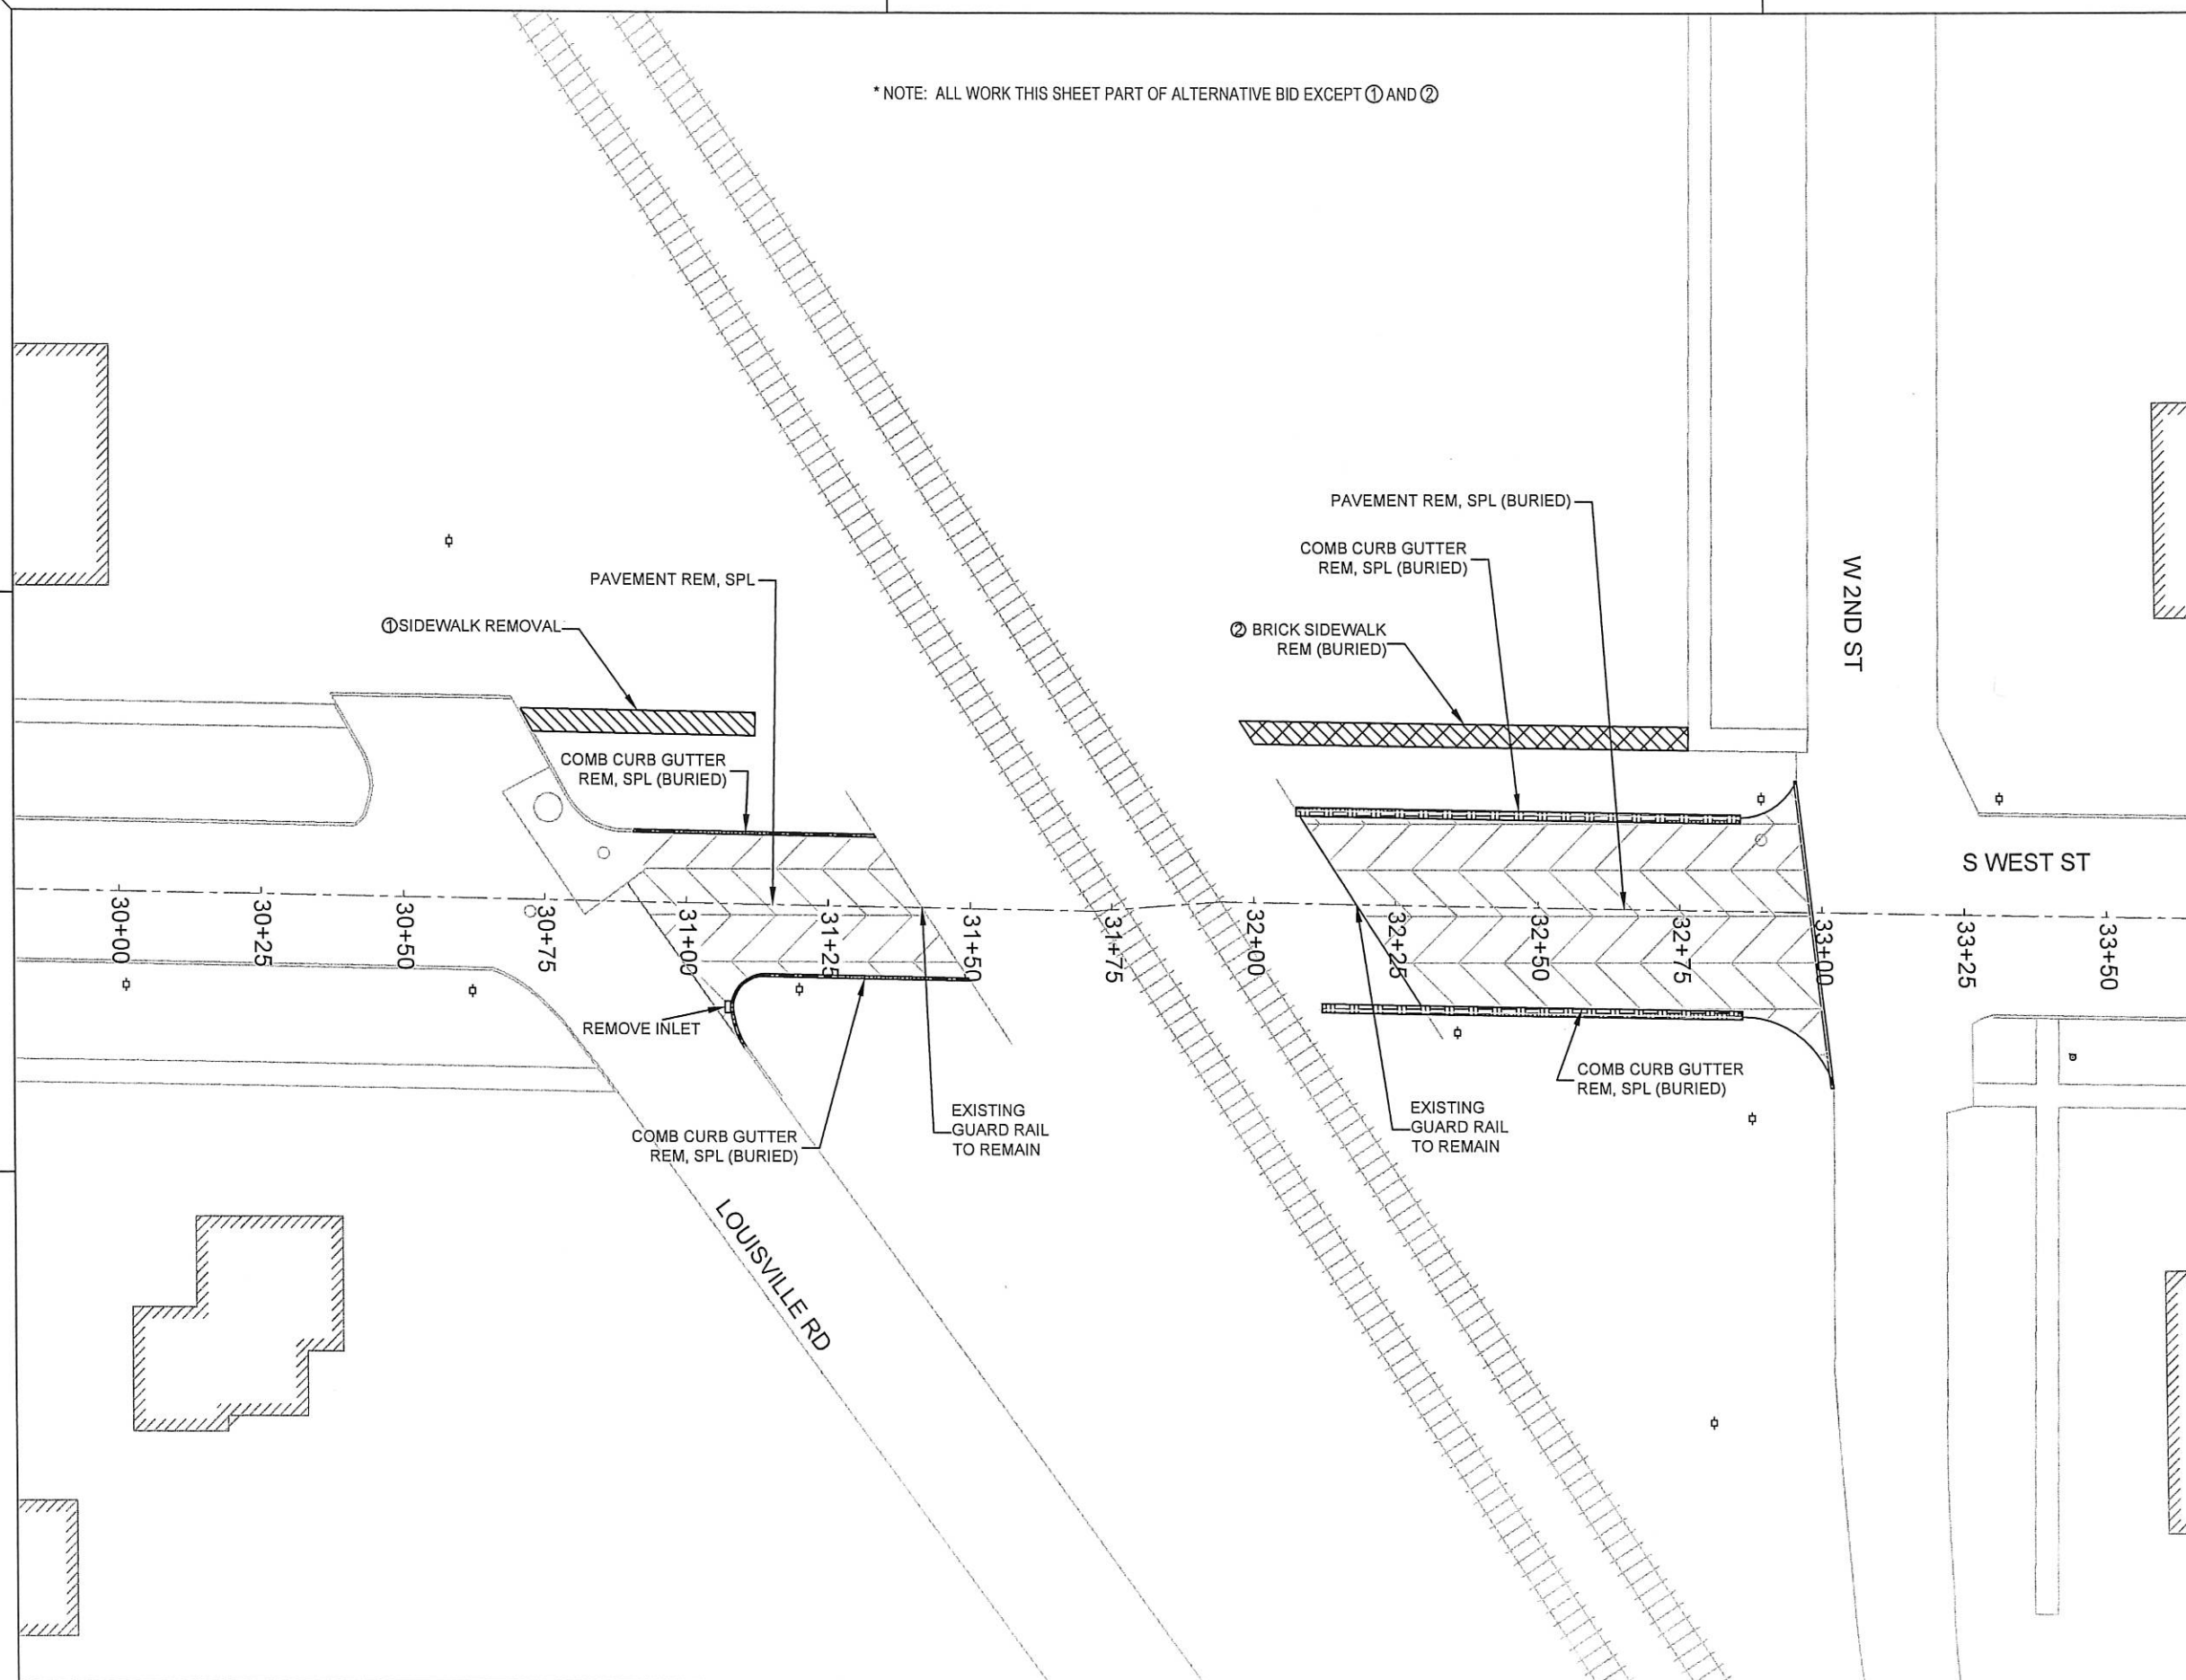 * NOTE: ALL WORK THIS SHEET PART OF ALTERNATIVE BID EXCEPT ① AND ②
PAVEMENT REM, SPL (BURIED)
COMB CURB GUTTER
REM, SPL (BURIED)
W 2ND ST
PAVEMENT REM, SPL
① SIDEWALK REMOVAL
② BRICK SIDEWALK
REM (BURIED)
COMB CURB GUTTER
REM, SPL (BURIED)
S WEST ST
30+00
30+25
30+50
30+75
31+00
31+25
31+50
31+75
32+00
32+25
32+50
32+75
33+00
33+25
33+50
REMOVE INLET
COMB CURB GUTTER
REM, SPL (BURIED)
EXISTING
GUARD RAIL
TO REMAIN
EXISTING
GUARD RAIL
TO REMAIN
COMB CURB GUTTER
REM, SPL (BURIED)
LOUISVILLE RD